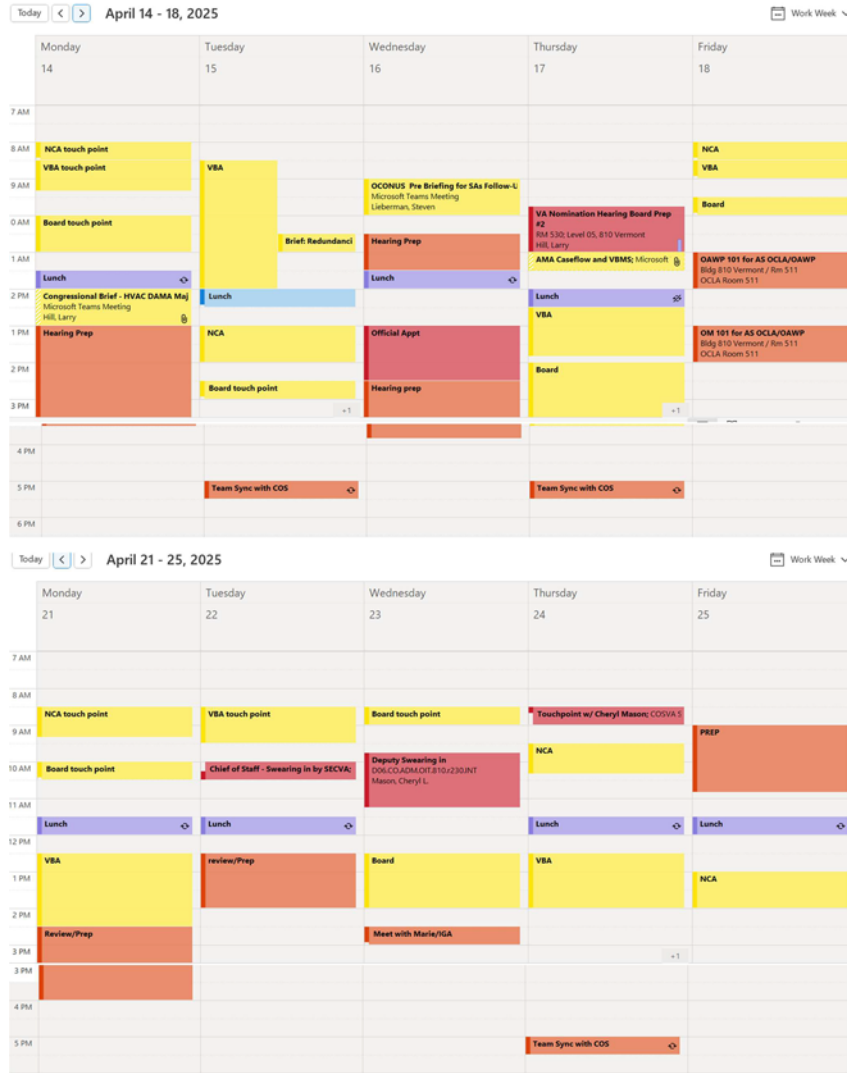 Today April 14 - 18, 2025 Work Week
Monday Tuesday Wednesday Thursday Friday
14 15 16 17 18
7 AM
8 AM
9 AM
0 AM
1 AM
2 PM
1 PM
2 PM
3 PM
4 PM
5 PM
6 PM
NCA touch point
VBA touch point
Board touch point
Lunch
Congressional Brief - HVAC DAMA Maj
Microsoft Teams Meeting
Hill, Larry
Hearing Prep
VBA
Brief: Redundanci
Lunch
NCA
Board touch point
+1
Team Sync with COS
OCONUS Pre Briefing for SAs Follow-U
Microsoft Teams Meeting
Lieberman, Steven
Hearing Prep
Lunch
Official Appt
Hearing prep
VA Nomination Hearing Board Prep
#2
RM 530; Level 05, 810 Vermont
Hill, Larry
AMA Caseflow and VBMS; Microsoft
Lunch
VBA
Board
+1
Team Sync with COS
NCA
VBA
Board
OAWP 101 for AS OCLA/OAWP
Bldg 810 Vermont / Rm 511
OCLA Room 511
OM 101 for AS OCLA/OAWP
Bldg 810 Vermont / Rm 511
OCLA Room 511
Today April 21 - 25, 2025 Work Week
Monday Tuesday Wednesday Thursday Friday
21 22 23 24 25
7 AM
8 AM
9 AM
10 AM
11 AM
12 PM
1 PM
2 PM
3 PM
3 PM
4 PM
5 PM
NCA touch point
Board touch point
Lunch
VBA
Review/Prep
VBA touch point
Chief of Staff - Swearing in by SECVA;
Lunch
review/Prep
Board touch point
Deputy Swearing in
D06.CO.ADM.OIT.810.r230.INT
Mason, Cheryl L.
Board
Meet with Marie/IGA
Touchpoint w/ Cheryl Mason; COSVA S
NCA
Lunch
VBA
+1
Team Sync with COS
PREP
Lunch
NCA